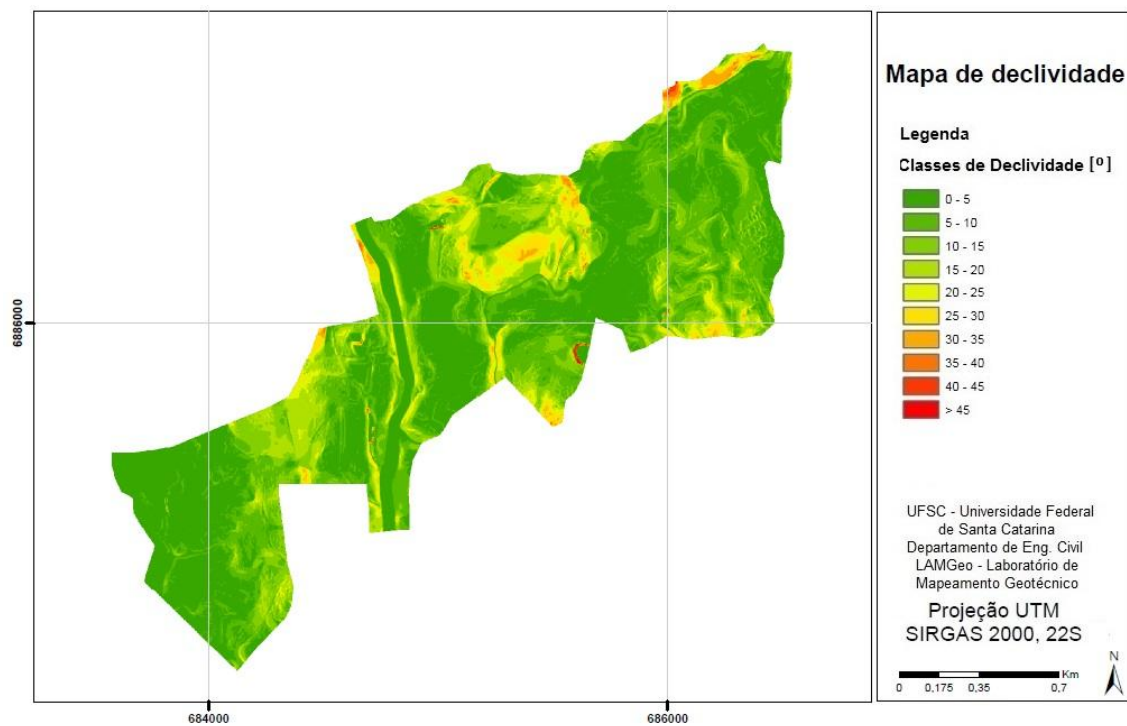 Mapa de declividade
Legenda
Classes de Declividade [º]
0 - 5
5 - 10
10 - 15
15 - 20
20 - 25
25 - 30
30 - 35
35 - 40
40 - 45
> 45
UFSC - Universidade Federal
de Santa Catarina
Departamento de Eng. Civil
LAMGeo - Laboratório de
Mapeamento Geotécnico
Projeção UTM
SIRGAS 2000, 22S
N
Km
0 0,175 0,35 0,7
6886000
684000 686000